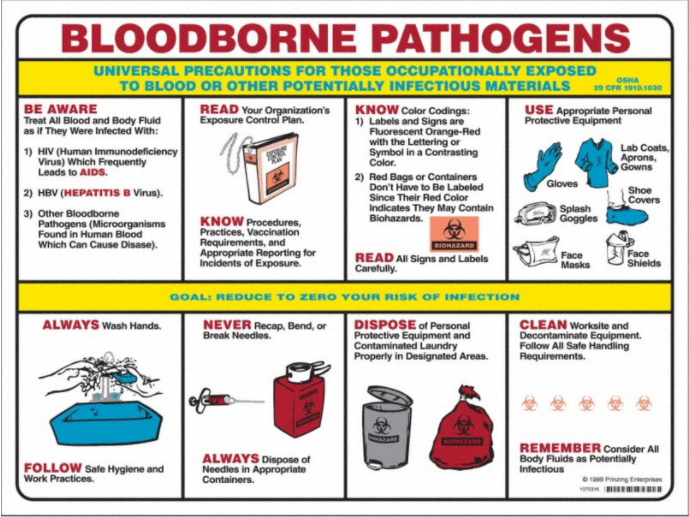 BLOODBORNE PATHOGENS
UNIVERSAL PRECAUTIONS FOR THOSE OCCUPATIONALLY EXPOSED
TO BLOOD OR OTHER POTENTIALLY INFECTIOUS MATERIALS
OSHA
29 CFR 1910.1030
BE AWARE
Treat All Blood and Body Fluid
as if They Were Infected With:
1) HIV (Human Immunodeficiency
Virus) Which Frequently
Leads to AIDS.
2) HBV (HEPATITIS B Virus).
3) Other Bloodborne
Pathogens (Microorganisms
Found in Human Blood
Which Can Cause Disase).
READ Your Organization's
Exposure Control Plan.
EXPOSURE
CONTROL
PLAN
KNOW Procedures,
Practices, Vaccination
Requirements, and
Appropriate Reporting for
Incidents of Exposure.
KNOW Color Codings:
1) Labels and Signs are
Fluorescent Orange-Red
with the Lettering or
Symbol in a Contrasting
Color.
2) Red Bags or Containers
Don't Have to be Labeled
Since Their Red Color
Indicates They May Contain
Biohazards.
BIOHAZARD
READ All Signs and Labels
Carefully.
USE Appropriate Personal
Protective Equipment
Lab Coats,
Aprons,
Gowns
Gloves
Shoe
Covers
Splash
Goggles
Face
Masks
Face
Shields
GOAL: REDUCE TO ZERO YOUR RISK OF INFECTION
ALWAYS Wash Hands.
FOLLOW Safe Hygiene and
Work Practices.
NEVER Recap, Bend, or
Break Needles.
SHARPS
ALWAYS Dispose of
Needles in Appropriate
Containers.
DISPOSE of Personal
Protective Equipment and
Contaminated Laundry
Properly in Designated Areas.
BIOHAZARD
BIOHAZARD
CLEAN Worksite and
Decontaminate Equipment.
Follow All Safe Handling
Requirements.
REMEMBER Consider All
Body Fluids as Potentially
Infectious
© 1999 Prinzing Enterprises